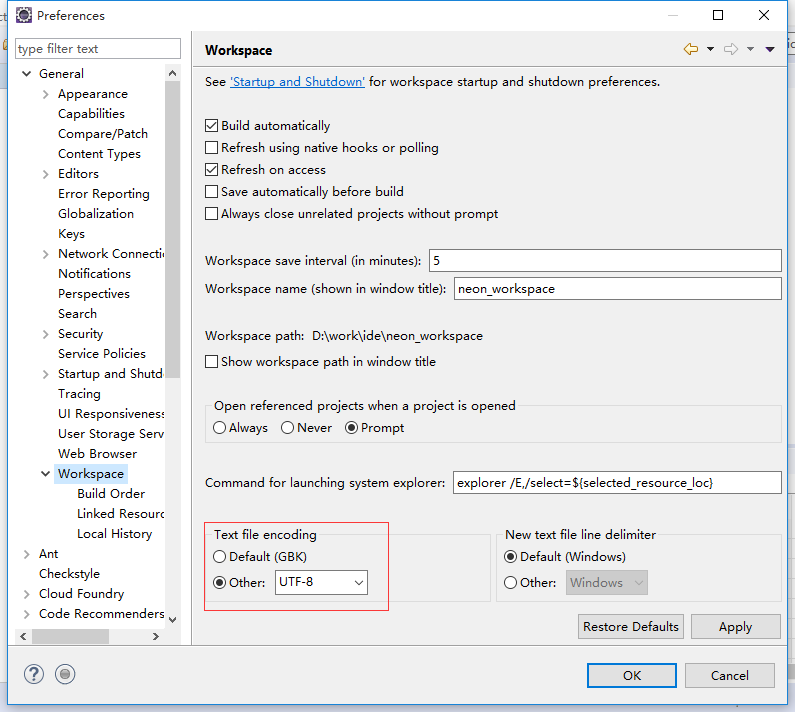 Preferences
type filter text
General
Appearance
Capabilities
Compare/Patch
Content Types
Editors
Error Reporting
Globalization
Keys
Network Connecti
Notifications
Perspectives
Search
Security
Service Policies
Startup and Shutd
Tracing
UI Responsiveness
User Storage Serv
Web Browser
Workspace
Build Order
Linked Resourc
Local History
Ant
Checkstyle
Cloud Foundry
Code Recommenders
Workspace
See 'Startup and Shutdown' for workspace startup and shutdown preferences.
Build automatically
Refresh using native hooks or polling
Refresh on access
Save automatically before build
Always close unrelated projects without prompt
Workspace save interval (in minutes): 5
Workspace name (shown in window title): neon_workspace
Workspace path: D:\work\ide\neon_workspace
Show workspace path in window title
Open referenced projects when a project is opened
Always Never Prompt
Command for launching system explorer: explorer /E,/select=${selected_resource_loc}
Text file encoding
Default (GBK)
Other: UTF-8
New text file line delimiter
Default (Windows)
Other: Windows
Restore Defaults Apply
? OK Cancel